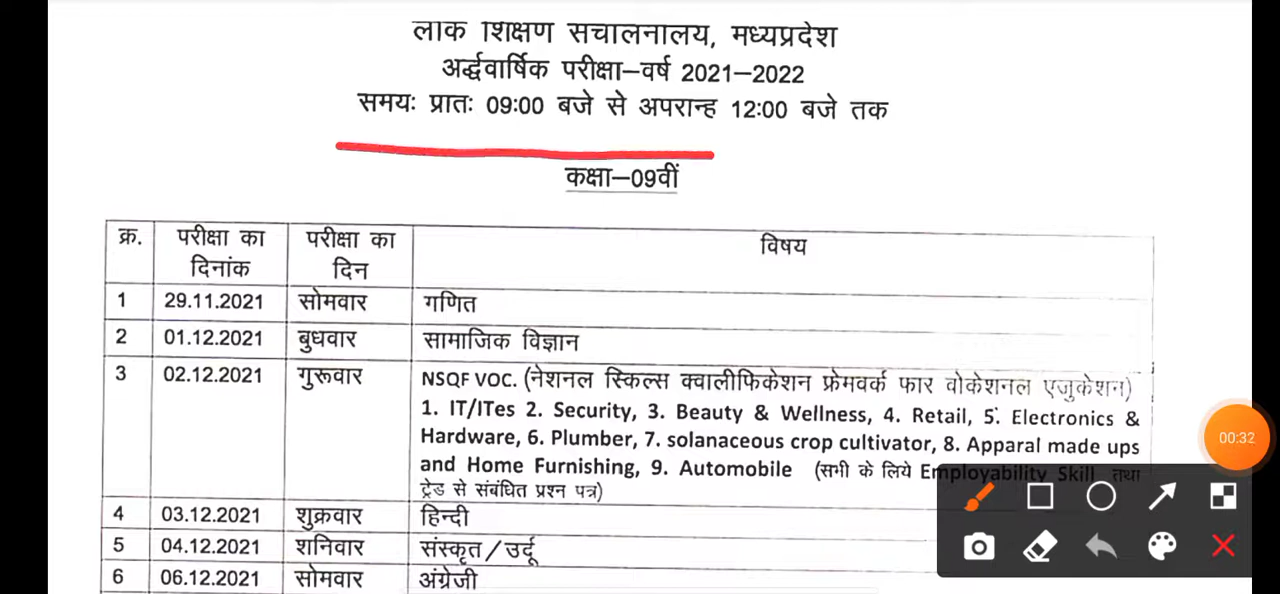 लोक शिक्षण संचालनालय, मध्यप्रदेश
अर्द्धवार्षिक परीक्षा–वर्ष 2021–2022
समयः प्रातः 09:00 बजे से अपरान्ह 12:00 बजे तक
कक्षा–09वीं
क्र. परीक्षा का दिनांक परीक्षा का दिन विषय
1 29.11.2021 सोमवार गणित
2 01.12.2021 बुधवार सामाजिक विज्ञान
3 02.12.2021 गुरूवार NSQF VOC. (नेशनल स्किल्स क्वालीफिकेशन फ्रेमवर्क फार वोकेशनल एजुकेशन)
1. IT/ITes 2. Security, 3. Beauty & Wellness, 4. Retail, 5. Electronics &
Hardware, 6. Plumber, 7. solanaceous crop cultivator, 8. Apparal made ups
and Home Furnishing, 9. Automobile (सभी के लिये Employability Skill तथा
ट्रेड से संबंधित प्रश्न पत्र)
4 03.12.2021 शुक्रवार हिन्दी
5 04.12.2021 शनिवार संस्कृत / उर्दू
6 06.12.2021 सोमवार अंग्रेजी
00:32